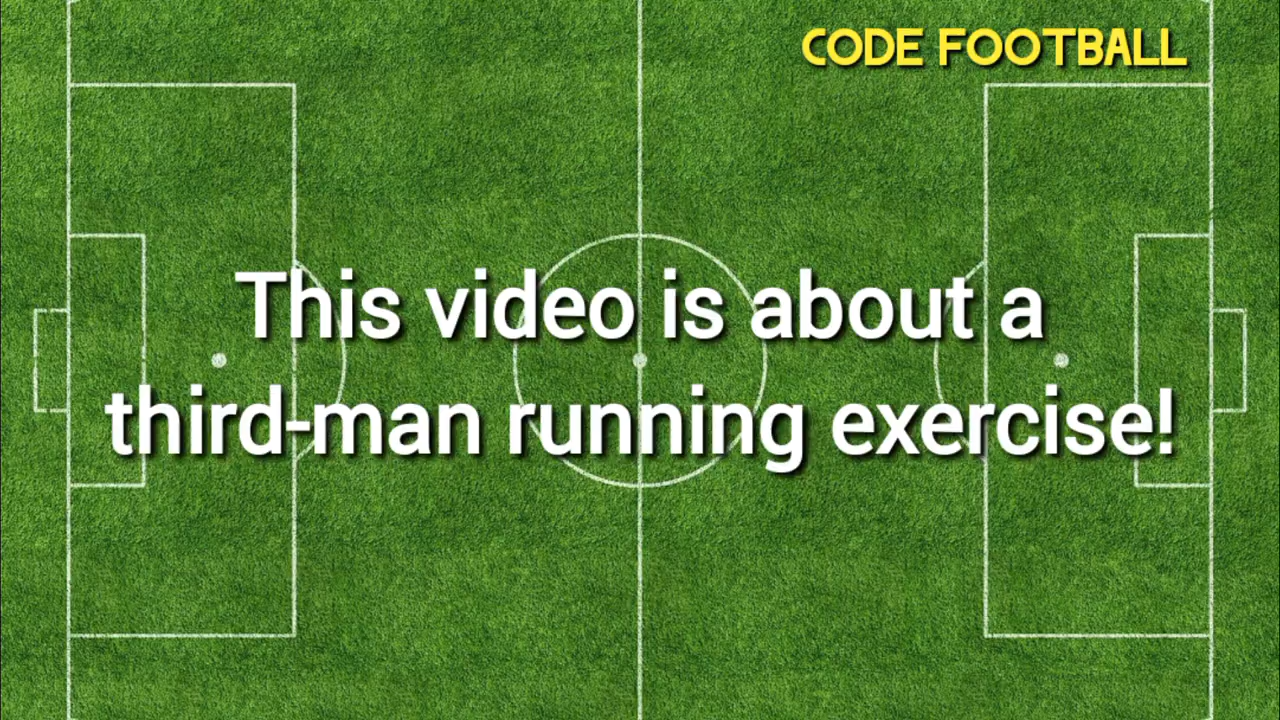 CODE FOOTBALL
This video is about a
third-man running exercise!